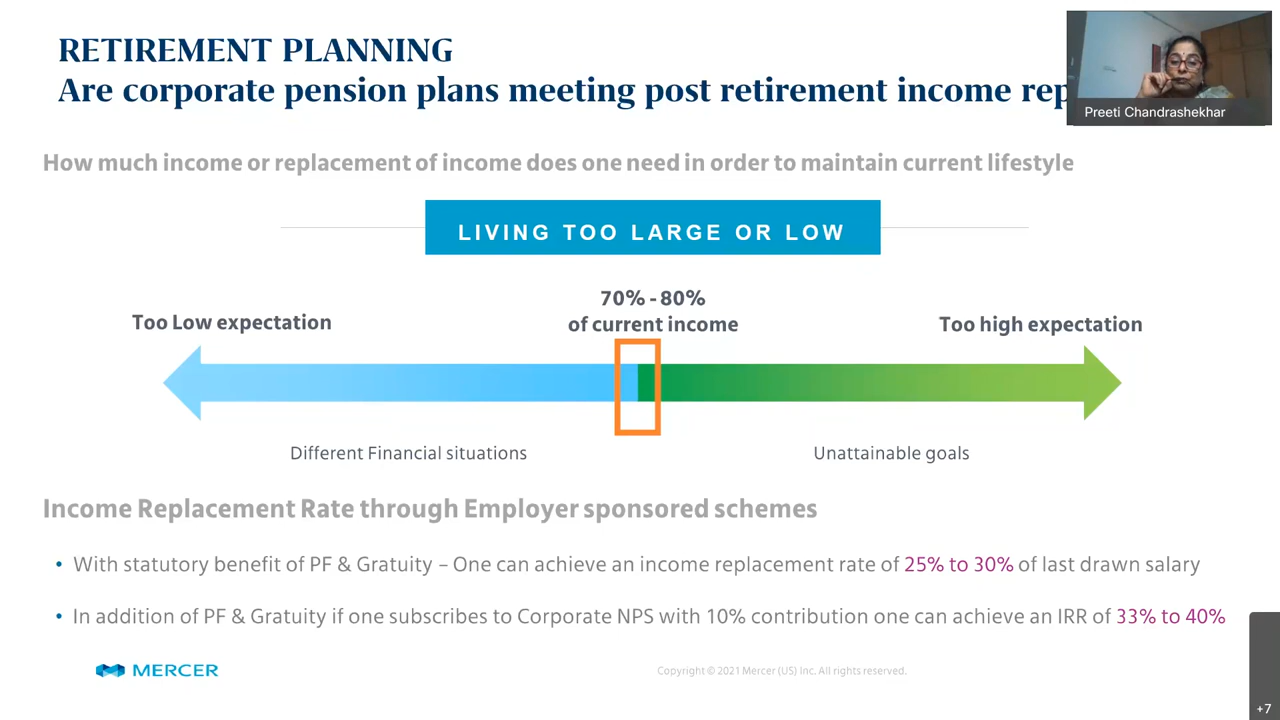 RETIREMENT PLANNING
Are corporate pension plans meeting post retirement income rep
Preeti Chandrashekhar
How much income or replacement of income does one need in order to maintain current lifestyle
LIVING TOO LARGE OR LOW
70% - 80%
of current income
Too Low expectation
Too high expectation
Different Financial situations
Unattainable goals
Income Replacement Rate through Employer sponsored schemes
• With statutory benefit of PF & Gratuity – One can achieve an income replacement rate of 25% to 30% of last drawn salary
• In addition of PF & Gratuity if one subscribes to Corporate NPS with 10% contribution one can achieve an IRR of 33% to 40%
MERCER
Copyright © 2021 Mercer (US) Inc. All rights reserved.
+7